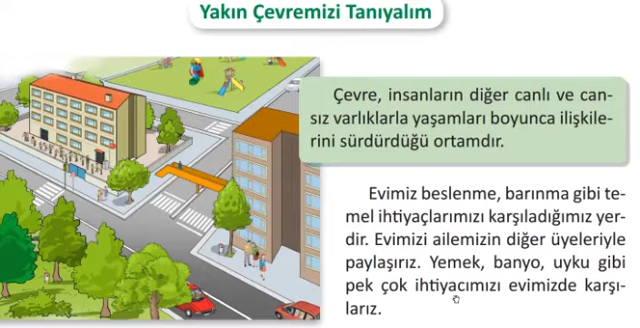 Yakın Çevremizi Tanıyalım
Çevre, insanların diğer canlı ve can-
sız varlıklarla yaşamları boyunca ilişkile-
rini sürdürdüğü ortamdır.
Evimiz beslenme, barınma gibi te-
mel ihtiyaçlarımızı karşıladığımız yer-
dir. Evimizi ailemizin diğer üyeleriyle
paylaşırız. Yemek, banyo, uyku gibi
pek çok ihtiyacımızı evimizde karşı-
larız.